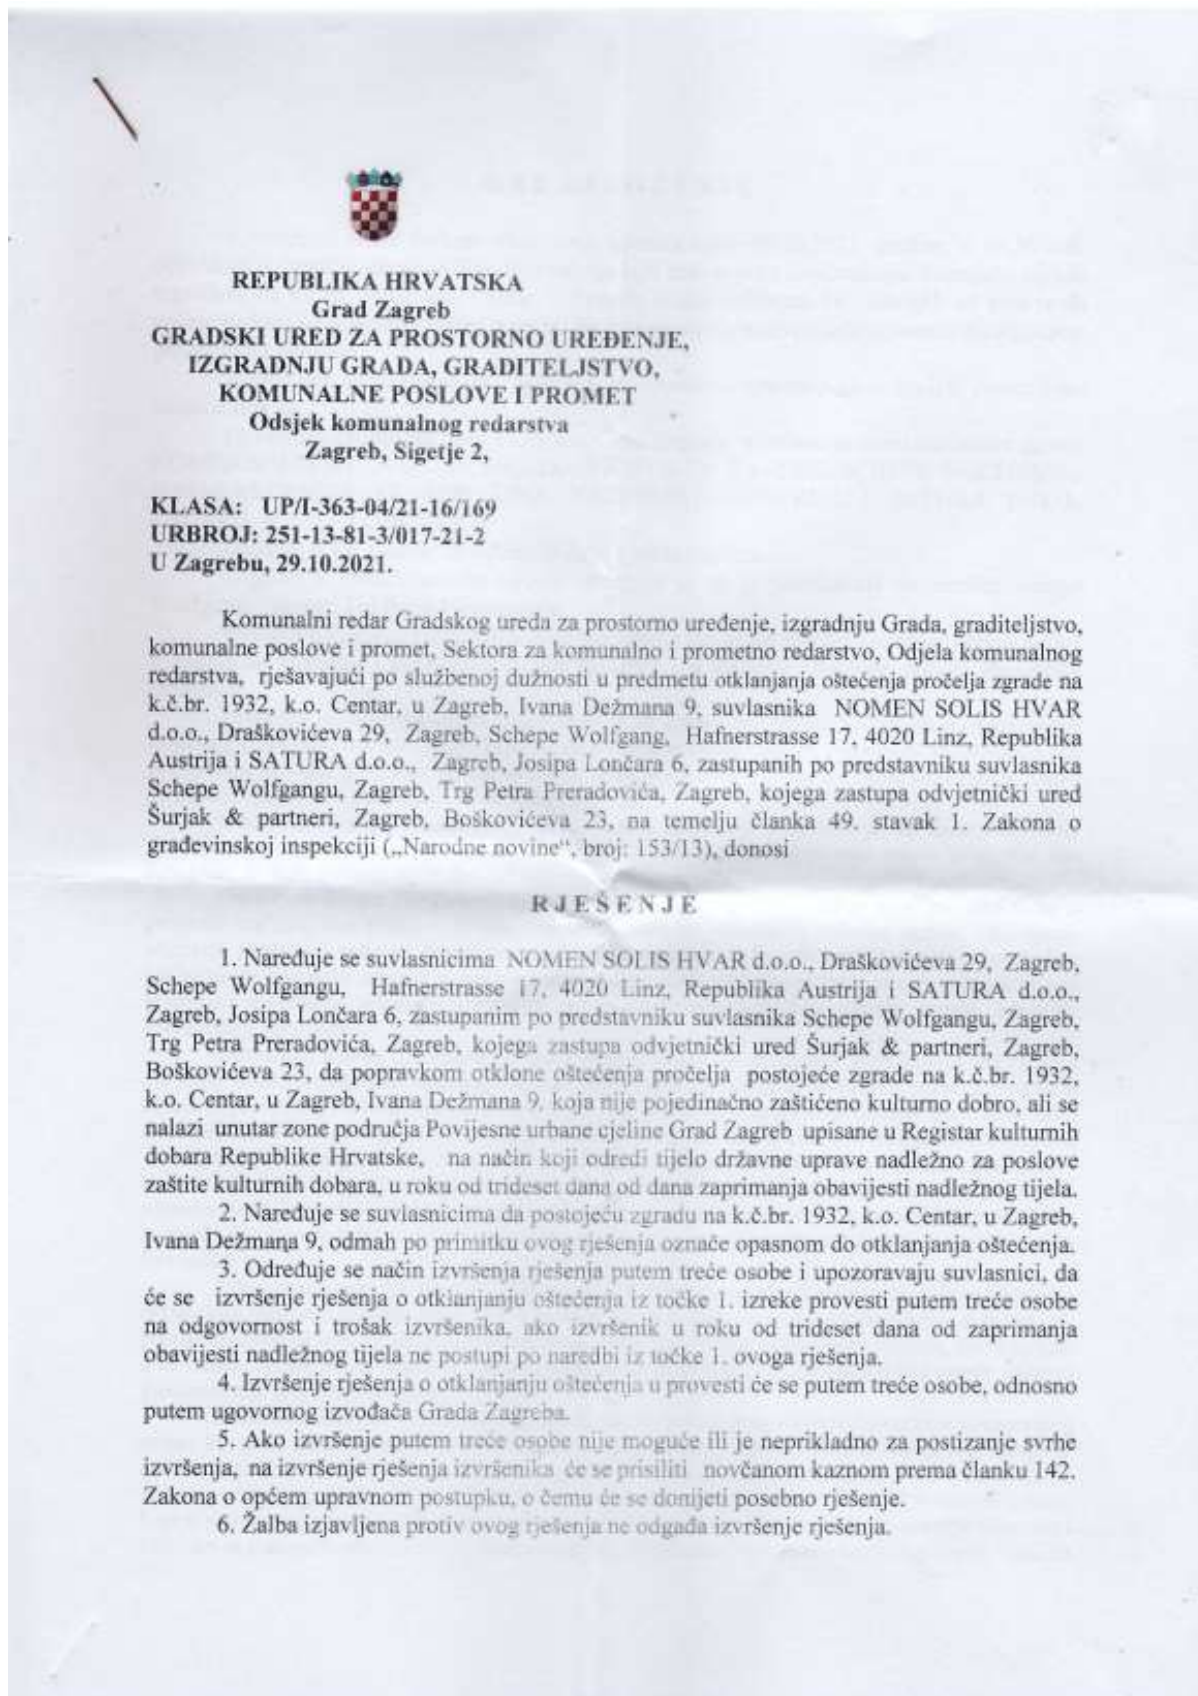 REPUBLIKA HRVATSKA
Grad Zagreb
GRADSKI URED ZA PROSTORNO UREĐENJE,
IZGRADNJU GRADA, GRADITELJSTVO,
KOMUNALNE POSLOVE I PROMET
Odsjek komunalnog redarstva
Zagreb, Sigetje 2,
KLASA: UP/I-363-04/21-16/169
URBROJ: 251-13-81-3/017-21-2
U Zagrebu, 29.10.2021.
Komunalni redar Gradskog ureda za prostorno uređenje, izgradnju Grada, graditeljstvo,
komunalne poslove i promet, Sektora za komunalno i prometno redarstvo, Odjela komunalnog
redarstva, rješavajući po službenoj dužnosti u predmetu otklanjanja oštećenja pročelja zgrade na
k.č.br. 1932, k.o. Centar, u Zagreb, Ivana Dežmana 9, suvlasnika NOMEN SOLIS HVAR
d.o.o., Draškovićeva 29, Zagreb, Schepe Wolfgang, Hafnerstrasse 17, 4020 Linz, Republika
Austrija i SATURA d.o.o., Zagreb, Josipa Lončara 6, zastupanih po predstavniku suvlasnika
Schepe Wolfgangu, Zagreb, Trg Petra Preradovića, Zagreb, kojega zastupa odvjetnički ured
Šurjak & partneri, Zagreb, Boškovićeva 23, na temelju članka 49. stavak 1. Zakona o
građevinskoj inspekciji („Narodne novine“, broj: 153/13), donosi
R J E Š E N J E
1. Naređuje se suvlasnicima NOMEN SOLIS HVAR d.o.o., Draškovićeva 29, Zagreb,
Schepe Wolfgangu, Hafnerstrasse 17, 4020 Linz, Republika Austrija i SATURA d.o.o.,
Zagreb, Josipa Lončara 6, zastupanim po predstavniku suvlasnika Schepe Wolfgangu, Zagreb,
Trg Petra Preradovića, Zagreb, kojega zastupa odvjetnički ured Šurjak & partneri, Zagreb,
Boškovićeva 23, da popravkom otklone oštećenja pročelja postojeće zgrade na k.č.br. 1932,
k.o. Centar, u Zagreb, Ivana Dežmana 9, koja nije pojedinačno zaštićeno kulturno dobro, ali se
nalazi unutar zone područja Povijesne urbane cjeline Grad Zagreb upisane u Registar kulturnih
dobara Republike Hrvatske, na način koji odredi tijelo državne uprave nadležno za poslove
zaštite kulturnih dobara, u roku od trideset dana od dana zaprimanja obavijesti nadležnog tijela.
2. Naređuje se suvlasnicima da postojeću zgradu na k.č.br. 1932, k.o. Centar, u Zagreb,
Ivana Dežmana 9, odmah po primitku ovog rješenja označe opasnom do otklanjanja oštećenja.
3. Određuje se način izvršenja rješenja putem treće osobe i upozoravaju suvlasnici, da
će se izvršenje rješenja o otklanjanju oštećenja iz točke 1. izreke provesti putem treće osobe
na odgovornost i trošak izvršenika, ako izvršenik u roku od trideset dana od zaprimanja
obavijesti nadležnog tijela ne postupi po naredbi iz točke 1. ovoga rješenja.
4. Izvršenje rješenja o otklanjanju oštećenja u provesti će se putem treće osobe, odnosno
putem ugovornog izvođača Grada Zagreba.
5. Ako izvršenje putem treće osobe nije moguće ili je neprikladno za postizanje svrhe
izvršenja, na izvršenje rješenja izvršenika će se prisiliti novčanom kaznom prema članku 142.
Zakona o općem upravnom postupku, o čemu će se donijeti posebno rješenje.
6. Žalba izjavljena protiv ovog rješenja ne odgađa izvršenje rješenja.